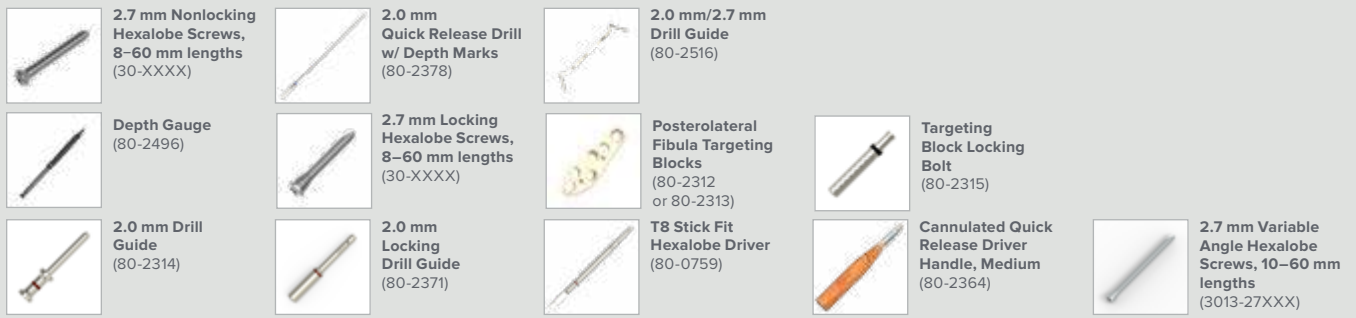 2.7 mm Nonlocking
Hexalobe Screws,
8–60 mm lengths
(30-XXXX)
2.0 mm
Quick Release Drill
w/ Depth Marks
(80-2378)
2.0 mm/2.7 mm
Drill Guide
(80-2516)
Depth Gauge
(80-2496)
2.7 mm Locking
Hexalobe Screws,
8–60 mm lengths
(30-XXXX)
Posterolateral
Fibula Targeting
Blocks
(80-2312
or 80-2313)
Targeting
Block Locking
Bolt
(80-2315)
2.0 mm Drill
Guide
(80-2314)
2.0 mm
Locking
Drill Guide
(80-2371)
T8 Stick Fit
Hexalobe Driver
(80-0759)
Cannulated Quick
Release Driver
Handle, Medium
(80-2364)
2.7 mm Variable
Angle Hexalobe
Screws, 10–60 mm
lengths
(3013-27XXX)